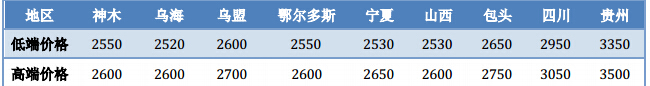 地区 神木 乌海 乌盟 鄂尔多斯 宁夏 山西 包头 四川 贵州
低端价格 2550 2520 2600 2550 2530 2530 2650 2950 3350
高端价格 2600 2600 2700 2600 2650 2600 2750 3050 3500